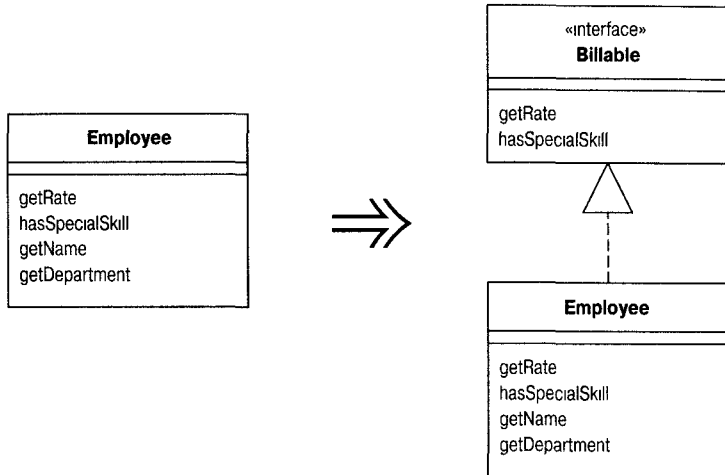 Employee
getRate
hasSpecialSkill
getName
getDepartment
«interface»
Billable
getRate
hasSpecialSkill
Employee
getRate
hasSpecialSkill
getName
getDepartment